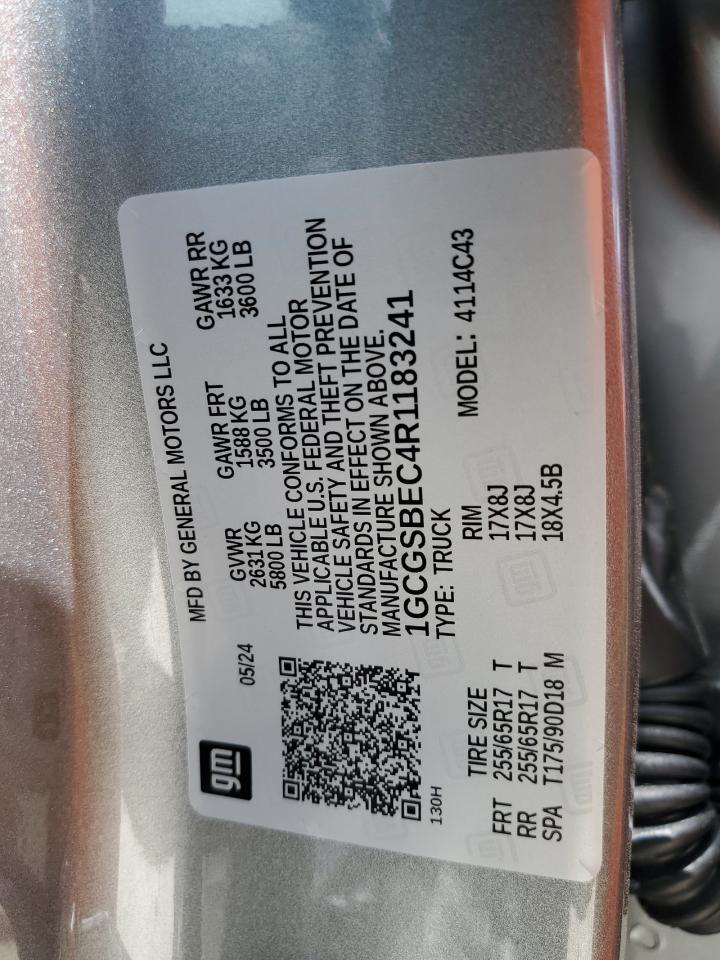 gm
MFD BY GENERAL MOTORS LLC
05/24
GVWR GAWR FRT GAWR RR
2631 KG 1588 KG 1633 KG
5800 LB 3500 LB 3600 LB
THIS VEHICLE CONFORMS TO ALL
APPLICABLE U.S. FEDERAL MOTOR
VEHICLE SAFETY AND THEFT PREVENTION
STANDARDS IN EFFECT ON THE DATE OF
MANUFACTURE SHOWN ABOVE.
1GCGSBEC4R1183241
130H
TYPE: TRUCK MODEL: 4114C43
TIRE SIZE RIM
FRT 255/65R17 T 17X8J
RR 255/65R17 T 17X8J
SPA T175/90D18 M 18X4.5B